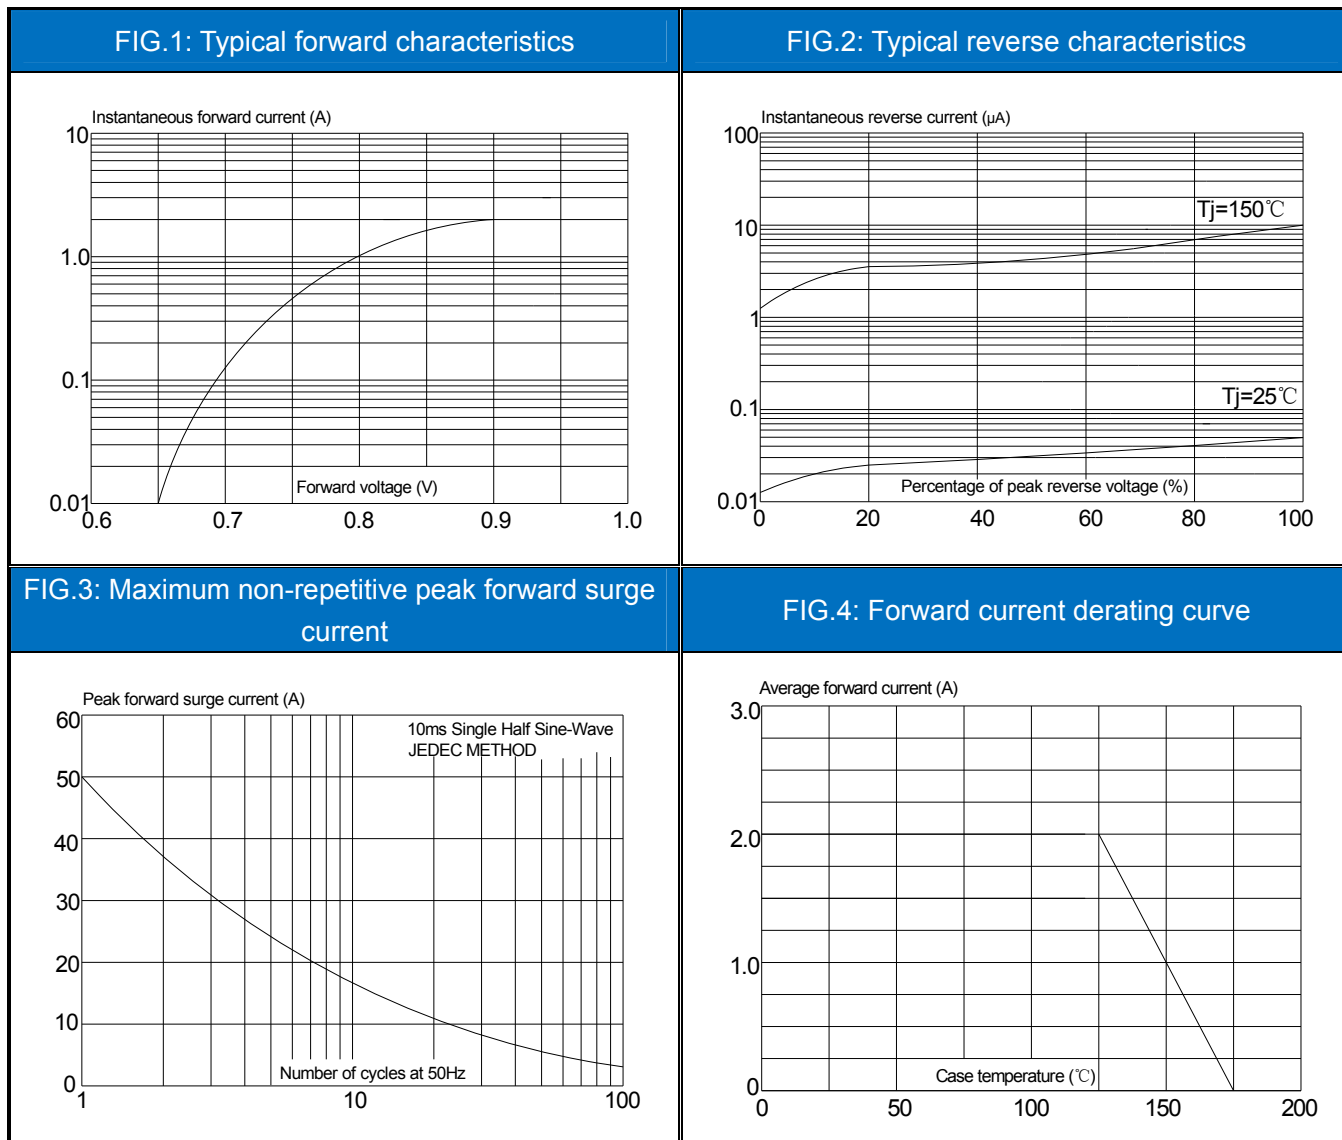 FIG.1: Typical forward characteristics
Instantaneous forward current (A)
10
1.0
0.1
0.01
Forward voltage (V)
0.6
0.7
0.8
0.9
1.0
FIG.2: Typical reverse characteristics
Instantaneous reverse current (μA)
100
Tj=150℃
10
1
Tj=25℃
0.1
0.01
Percentage of peak reverse voltage (%)
0
20
40
60
80
100
FIG.3: Maximum non-repetitive peak forward surge
current
Peak forward surge current (A)
60
10ms Single Half Sine-Wave
JEDEC METHOD
50
40
30
20
10
0
Number of cycles at 50Hz
1
10
100
FIG.4: Forward current derating curve
Average forward current (A)
3.0
2.0
1.0
0
Case temperature (℃)
0
50
100
150
200